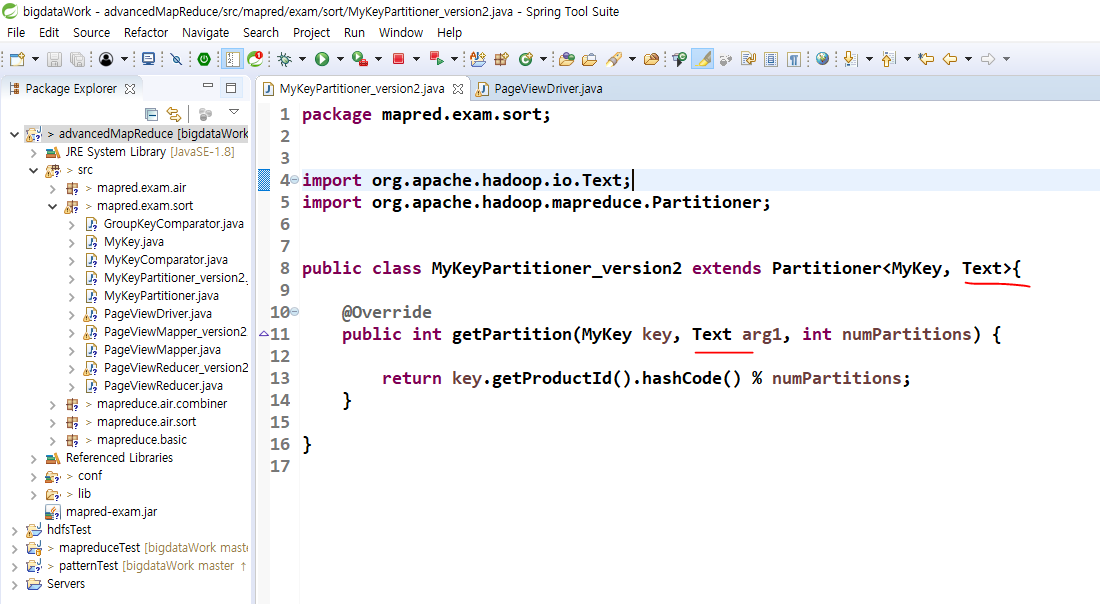 bigdataWork - advancedMapReduce/src/mapred/exam/sort/MyKeyPartitioner_version2.java - Spring Tool Suite
File Edit Source Refactor Navigate Search Project Run Window Help
Package Explorer
MyKeyPartitioner_version2.java
PageViewDriver.java
> advancedMapReduce [bigdataWork
JRE System Library [JavaSE-1.8]
> src
> mapred.exam.air
> mapred.exam.sort
GroupKeyComparator.java
MyKey.java
MyKeyComparator.java
MyKeyPartitioner_version2.
MyKeyPartitioner.java
PageViewDriver.java
PageViewMapper_version2
PageViewMapper.java
PageViewReducer_version2
PageViewReducer.java
> mapreduce.air.combiner
> mapreduce.air.sort
> mapreduce.basic
Referenced Libraries
> conf
> lib
mapred-exam.jar
hdfsTest
> mapreduceTest [bigdataWork maste
> patternTest [bigdataWork master ↑
Servers
1 package mapred.exam.sort;
2
3
4 import org.apache.hadoop.io.Text;
5 import org.apache.hadoop.mapreduce.Partitioner;
6
7
8 public class MyKeyPartitioner_version2 extends Partitioner<MyKey, Text>{
9
10 @Override
11 public int getPartition(MyKey key, Text arg1, int numPartitions) {
12
13 return key.getProductId().hashCode() % numPartitions;
14 }
15
16 }
17